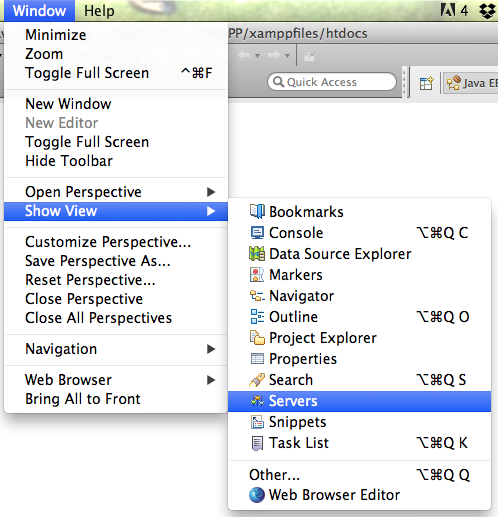 Window Help 4
PP/xamppfiles/htdocs
Minimize
Zoom
Toggle Full Screen ^⌘F
Quick Access
Java EE
New Window
New Editor
Toggle Full Screen
Hide Toolbar
Open Perspective
Show View
Customize Perspective...
Save Perspective As...
Reset Perspective...
Close Perspective
Close All Perspectives
Navigation
Web Browser
Bring All to Front
Bookmarks
Console ⌥⌘Q C
Data Source Explorer
Markers
Navigator
Outline ⌥⌘Q O
Project Explorer
Properties
Search ⌥⌘Q S
Servers
Snippets
Task List ⌥⌘Q K
Other... ⌥⌘Q Q
Web Browser Editor